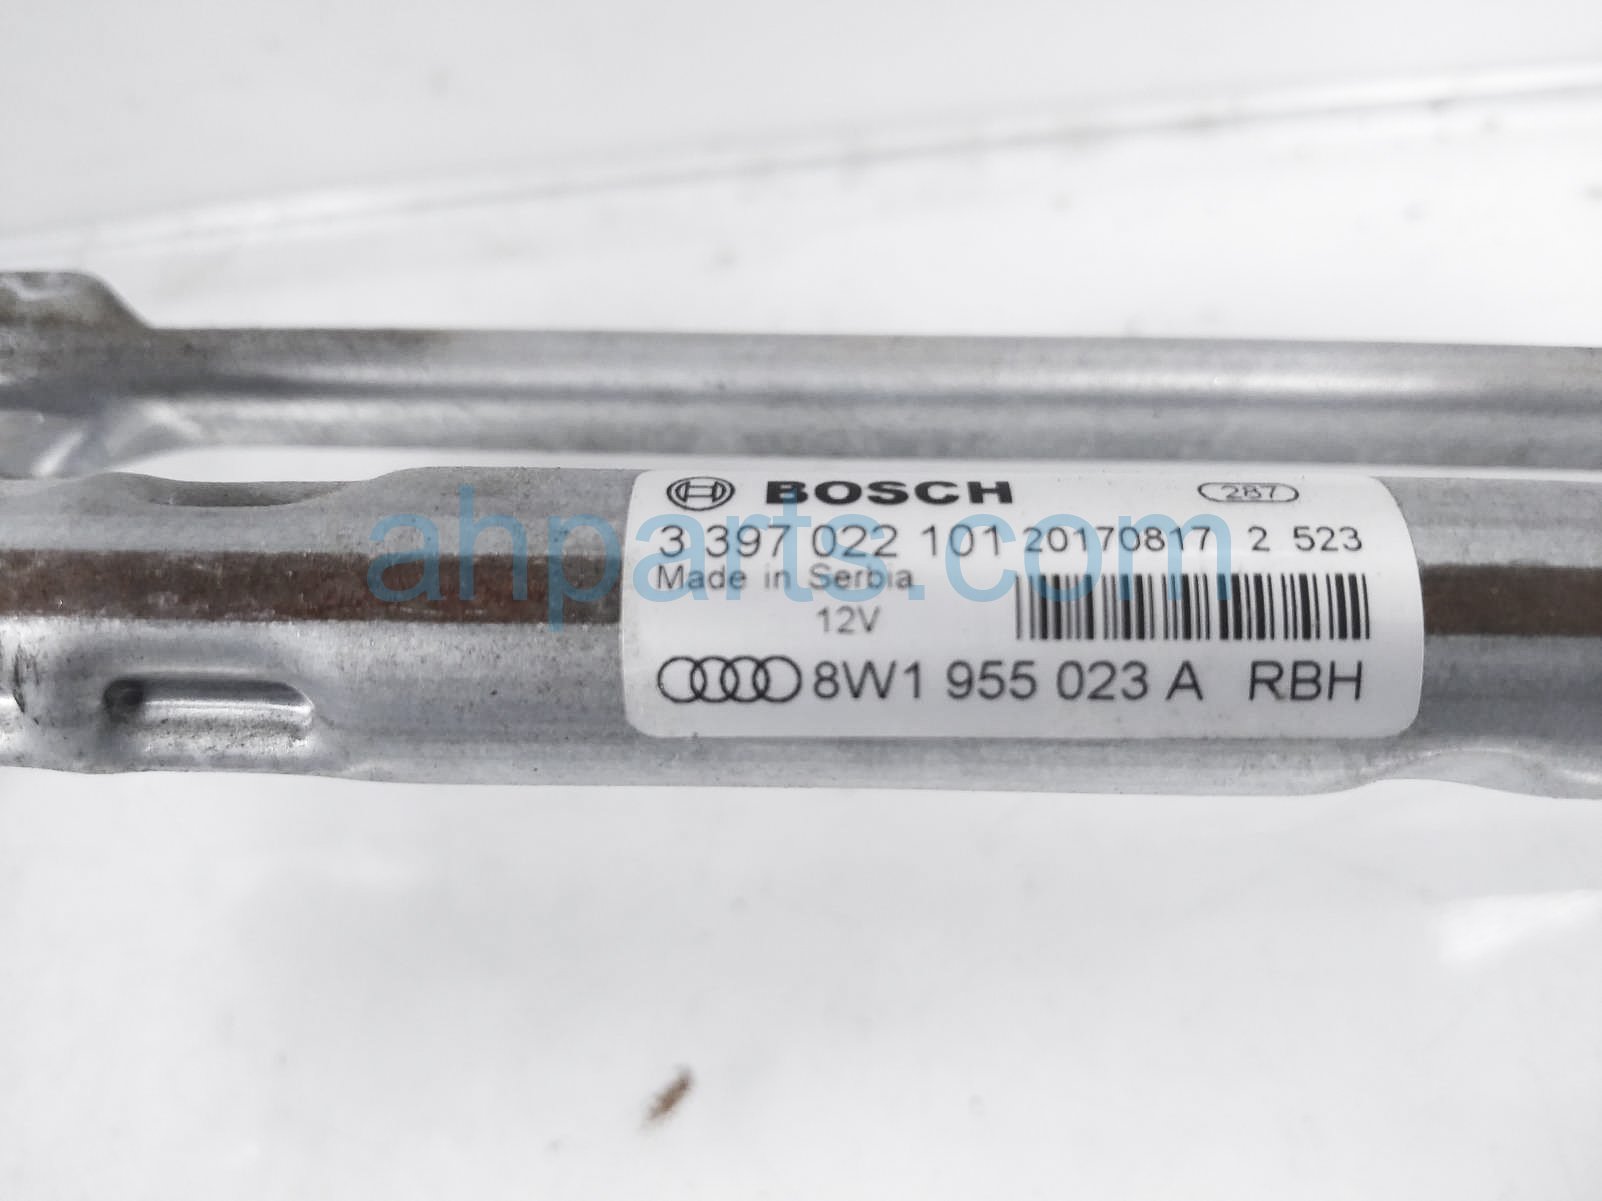 BOSCH 287
3 397 022 101 20170817 2 523
Made in Serbia
12V
8W1 955 023 A RBH
ahparts.com